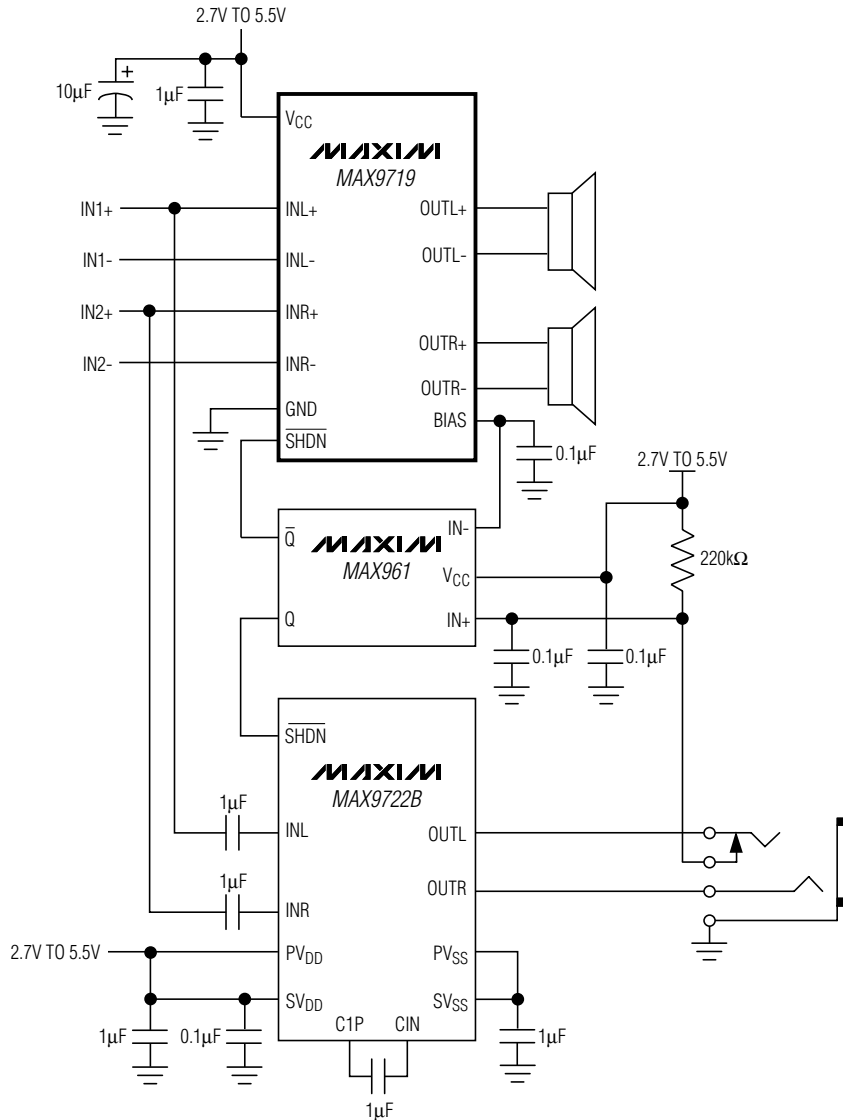 2.7V TO 5.5V
10µF
+
1µF
VCC
MAXIM
MAX9719
IN1+
INL+
OUTL+
IN1-
INL-
OUTL-
IN2+
INR+
OUTR+
IN2-
INR-
OUTR-
GND
BIAS
SHDN
0.1µF
2.7V TO 5.5V
Q̅
MAXIM
MAX961
IN-
VCC
220kΩ
Q
IN+
0.1µF
0.1µF
SHDN
MAXIM
MAX9722B
1µF
INL
OUTL
1µF
INR
OUTR
2.7V TO 5.5V
PVDD
PVSS
SVDD
SVSS
1µF
0.1µF
C1P
CIN
1µF
1µF